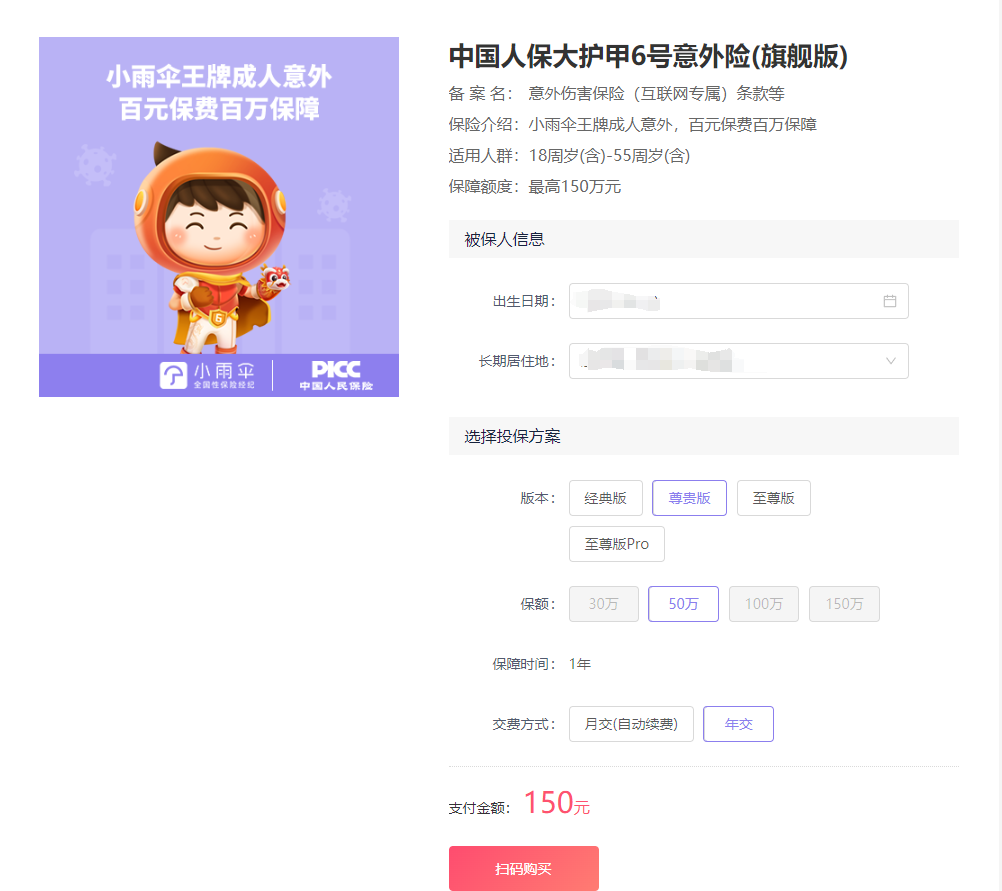 小雨伞王牌成人意外
百元保费百万保障
6
小雨伞
全国性保险经纪
PICC
中国人民保险
中国人保大护甲6号意外险(旗舰版)
备 案 名： 意外伤害保险（互联网专属）条款等
保险介绍：小雨伞王牌成人意外，百元保费百万保障
适用人群：18周岁(含)-55周岁(含)
保障额度：最高150万元
被保人信息
出生日期：
长期居住地：
选择投保方案
版本： 经典版 尊贵版 至尊版
至尊版Pro
保额： 30万 50万 100万 150万
保障时间： 1年
交费方式： 月交(自动续费) 年交
支付金额： 150元
扫码购买